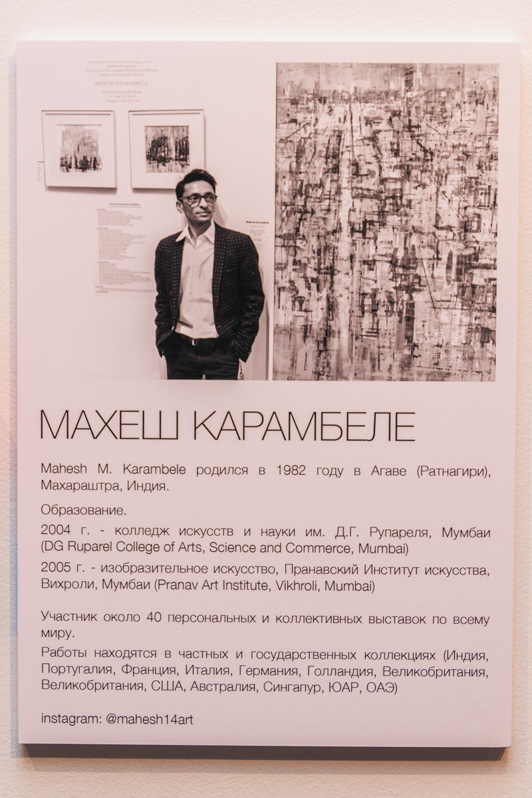 МАХЕШ КАРАМБЕЛЕ
Mahesh M. Karambele родился в 1982 году в Агаве (Ратнагири),
Махараштра, Индия.
Образование.
2004 г. - колледж искусств и науки им. Д.Г. Рупареля, Мумбаи
(DG Ruparel College of Arts, Science and Commerce, Mumbai)
2005 г. - изобразительное искусство, Пранавский Институт искусства,
Вихроли, Мумбаи (Pranav Art Institute, Vikhroli, Mumbai)
Участник около 40 персональных и коллективных выставок по всему
миру.
Работы находятся в частных и государственных коллекциях (Индия,
Португалия, Франция, Италия, Германия, Голландия, Великобритания,
Великобритания, США, Австралия, Сингапур, ЮАР, ОАЭ)
instagram: @mahesh14art